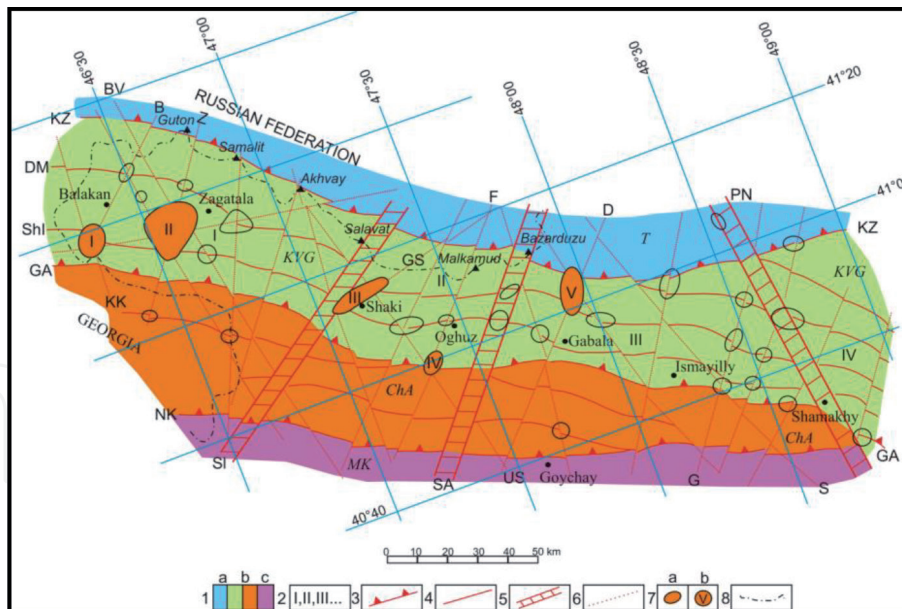 47°00
46°30
BV
KZ
B
Guton
Z
RUSSIAN FEDERATION
Samalit
47°30
48°00
48°30
49°00
41°20
DM
Balakan
Zagatala
Akhvay
F
D
PN
41°0
ShI
I
II
I
KVG
Salavat
GS
Malkamud
II
Bazarduzu
T
KZ
KVG
GA
KK
GEORGIA
III
Shaki
Oghuz
V
Gabala
III
IV
IV
Ismayilly
ChA
Shamakhy
ChA
NK
SI
MK
SA
US
Goychay
G
S
GA
40°40
0 10 20 30 40 50 km
a b c a b
1 2 I,II,III... 3 4 5 6 7 V 8